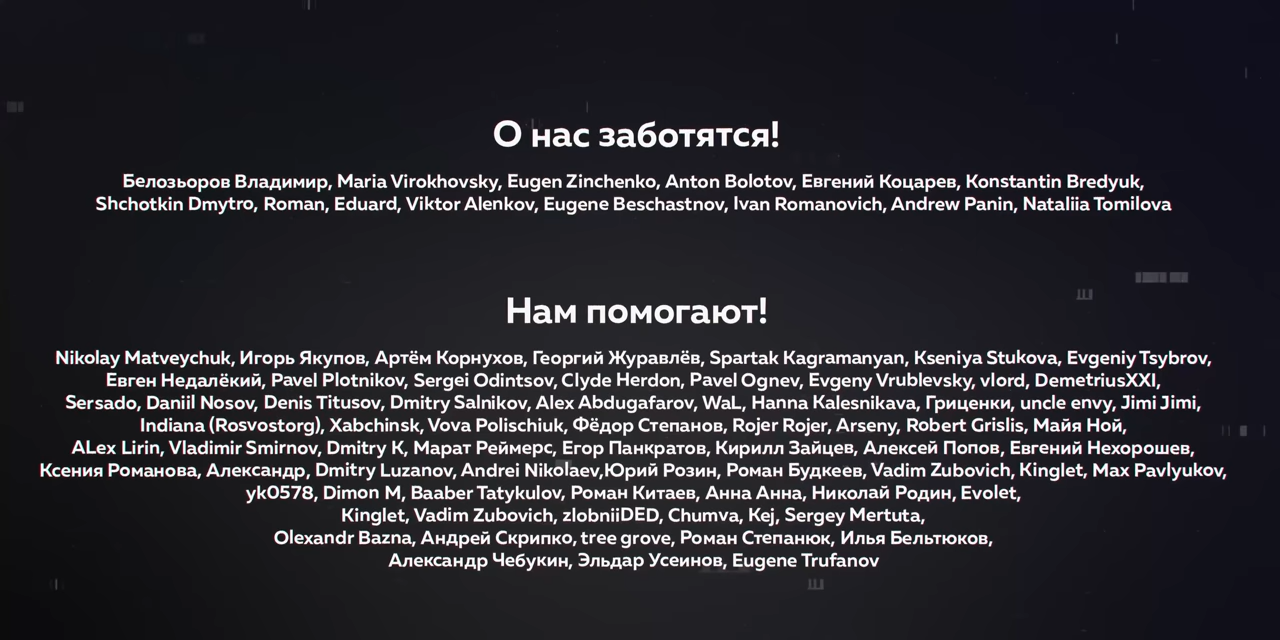 О нас заботятся!
Белозьоров Владимир, Maria Virokhovsky, Eugen Zinchenko, Anton Bolotov, Евгений Коцарев, Konstantin Bredyuk,
Shchotkin Dmytro, Roman, Eduard, Viktor Alenkov, Eugene Beschastnov, Ivan Romanovich, Andrew Panin, Nataliia Tomilova
Нам помогают!
Nikolay Matveychuk, Игорь Якупов, Артём Корнухов, Георгий Журавлёв, Spartak Kagramanyan, Kseniya Stukova, Evgeniy Tsybrov,
Евген Недалёкий, Pavel Plotnikov, Sergei Odintsov, Clyde Herdon, Pavel Ognev, Evgeny Vrublevsky, vlord, DemetriusXXI,
Sersado, Daniil Nosov, Denis Titusov, Dmitry Salnikov, Alex Abdugafarov, WaL, Hanna Kalesnikava, Гриценки, uncle envy, Jimi Jimi,
Indiana (Rosvostorg), Xabchinsk, Vova Polischiuk, Фёдор Степанов, Rojer Rojer, Arseny, Robert Grislis, Майя Ной,
ALex Lirin, Vladimir Smirnov, Dmitry K, Марат Реймерс, Егор Панкратов, Кирилл Зайцев, Алексей Попов, Евгений Нехорошев,
Ксения Романова, Александр, Dmitry Luzanov, Andrei Nikolaev,Юрий Розин, Роман Будкеев, Vadim Zubovich, Kinglet, Max Pavlyukov,
yk0578, Dimon M, Baaber Tatykulov, Роман Китаев, Анна Анна, Николай Родин, Evolet,
Kinglet, Vadim Zubovich, zlobniiDED, Chumva, Kej, Sergey Mertuta,
Olexandr Bazna, Андрей Скрипко, tree grove, Роман Степанюк, Илья Бельтюков,
Александр Чебукин, Эльдар Усеинов, Eugene Trufanov